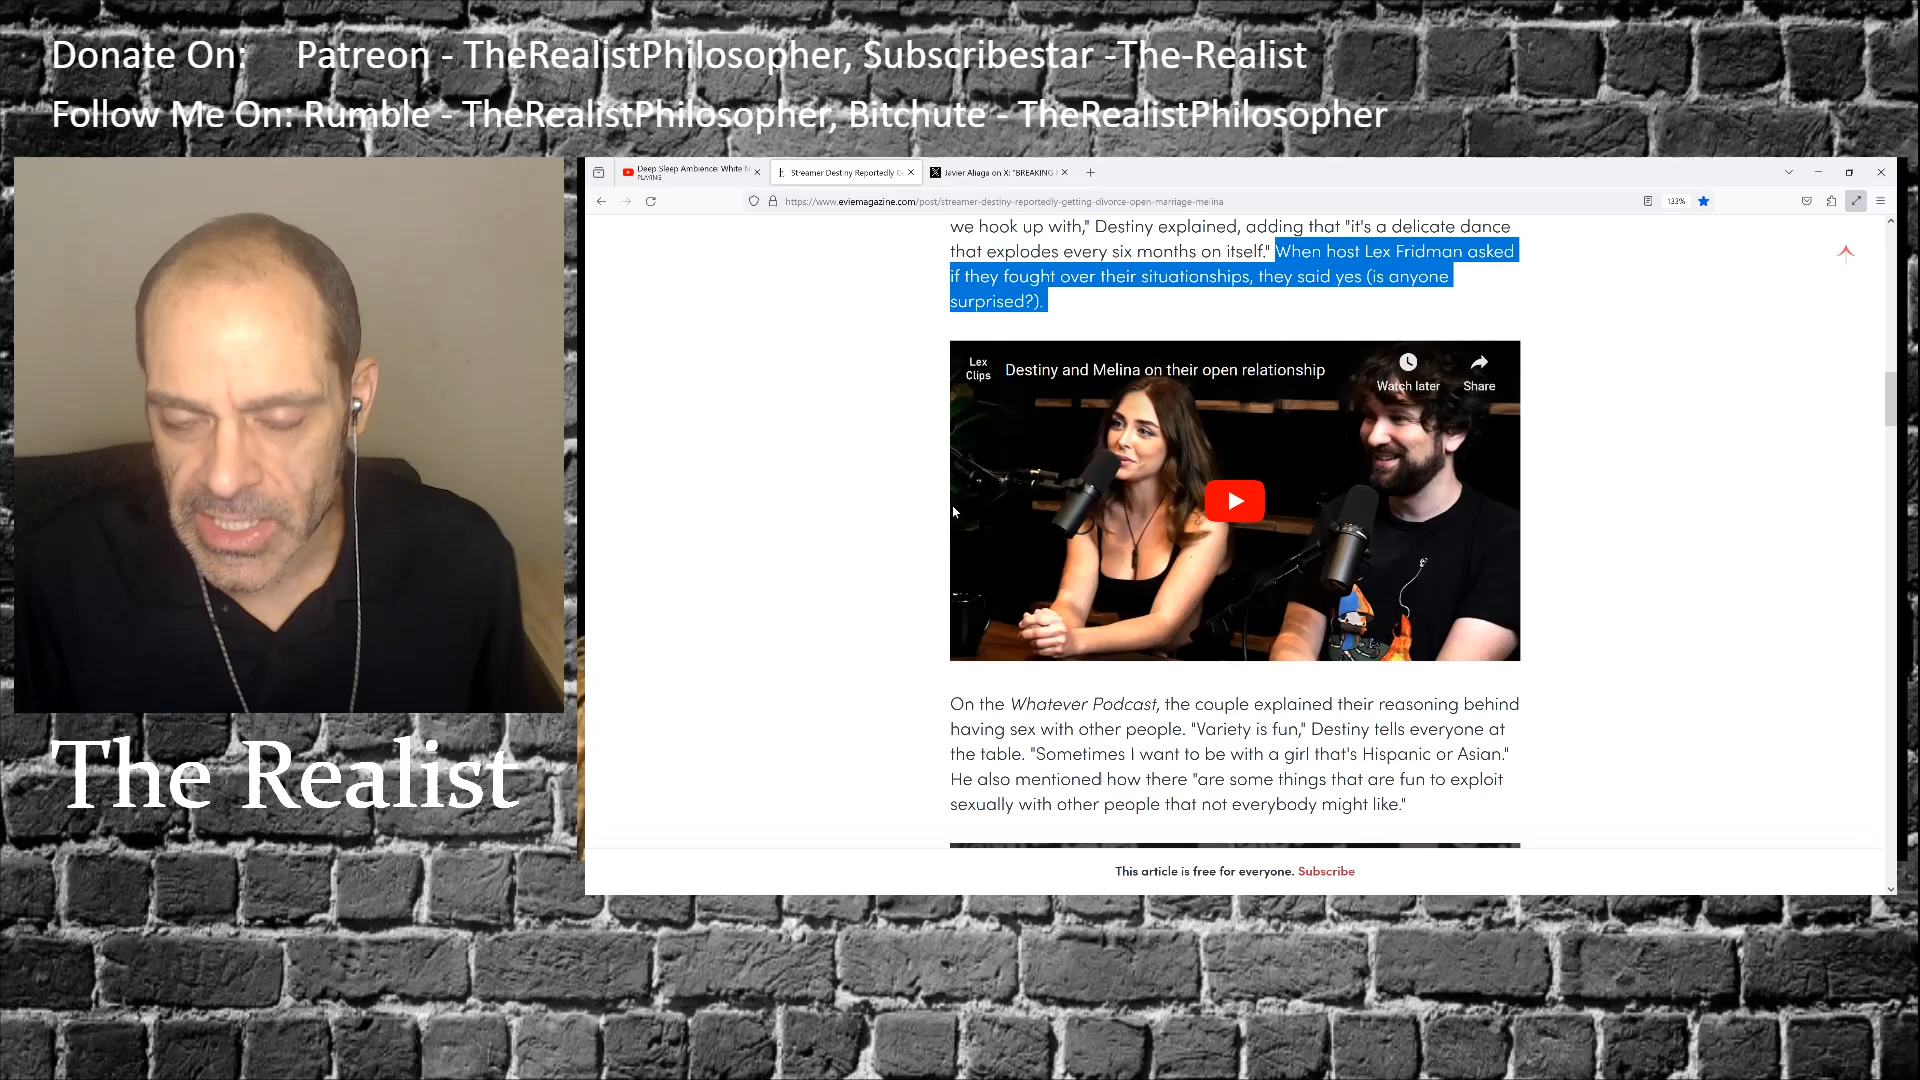 Donate On: Patreon - TheRealistPhilosopher, Subscribestar -The-Realist
Follow Me On: Rumble - TheRealistPhilosopher, Bitchute - TheRealistPhilosopher
Deep Sleep Ambience: White N
PLAYING
Streamer Destiny Reportedly G
Javier Aliaga on X: "BREAKING
https://www.eviemagazine.com/post/streamer-destiny-reportedly-getting-divorce-open-marriage-melina
133%
we hook up with," Destiny explained, adding that "it's a delicate dance
that explodes every six months on itself." When host Lex Fridman asked
if they fought over their situationships, they said yes (is anyone
surprised?).
Lex
Clips
Destiny and Melina on their open relationship
Watch later
Share
On the Whatever Podcast, the couple explained their reasoning behind
having sex with other people. "Variety is fun," Destiny tells everyone at
the table. "Sometimes I want to be with a girl that's Hispanic or Asian."
He also mentioned how there "are some things that are fun to exploit
sexually with other people that not everybody might like."
This article is free for everyone. Subscribe
The Realist